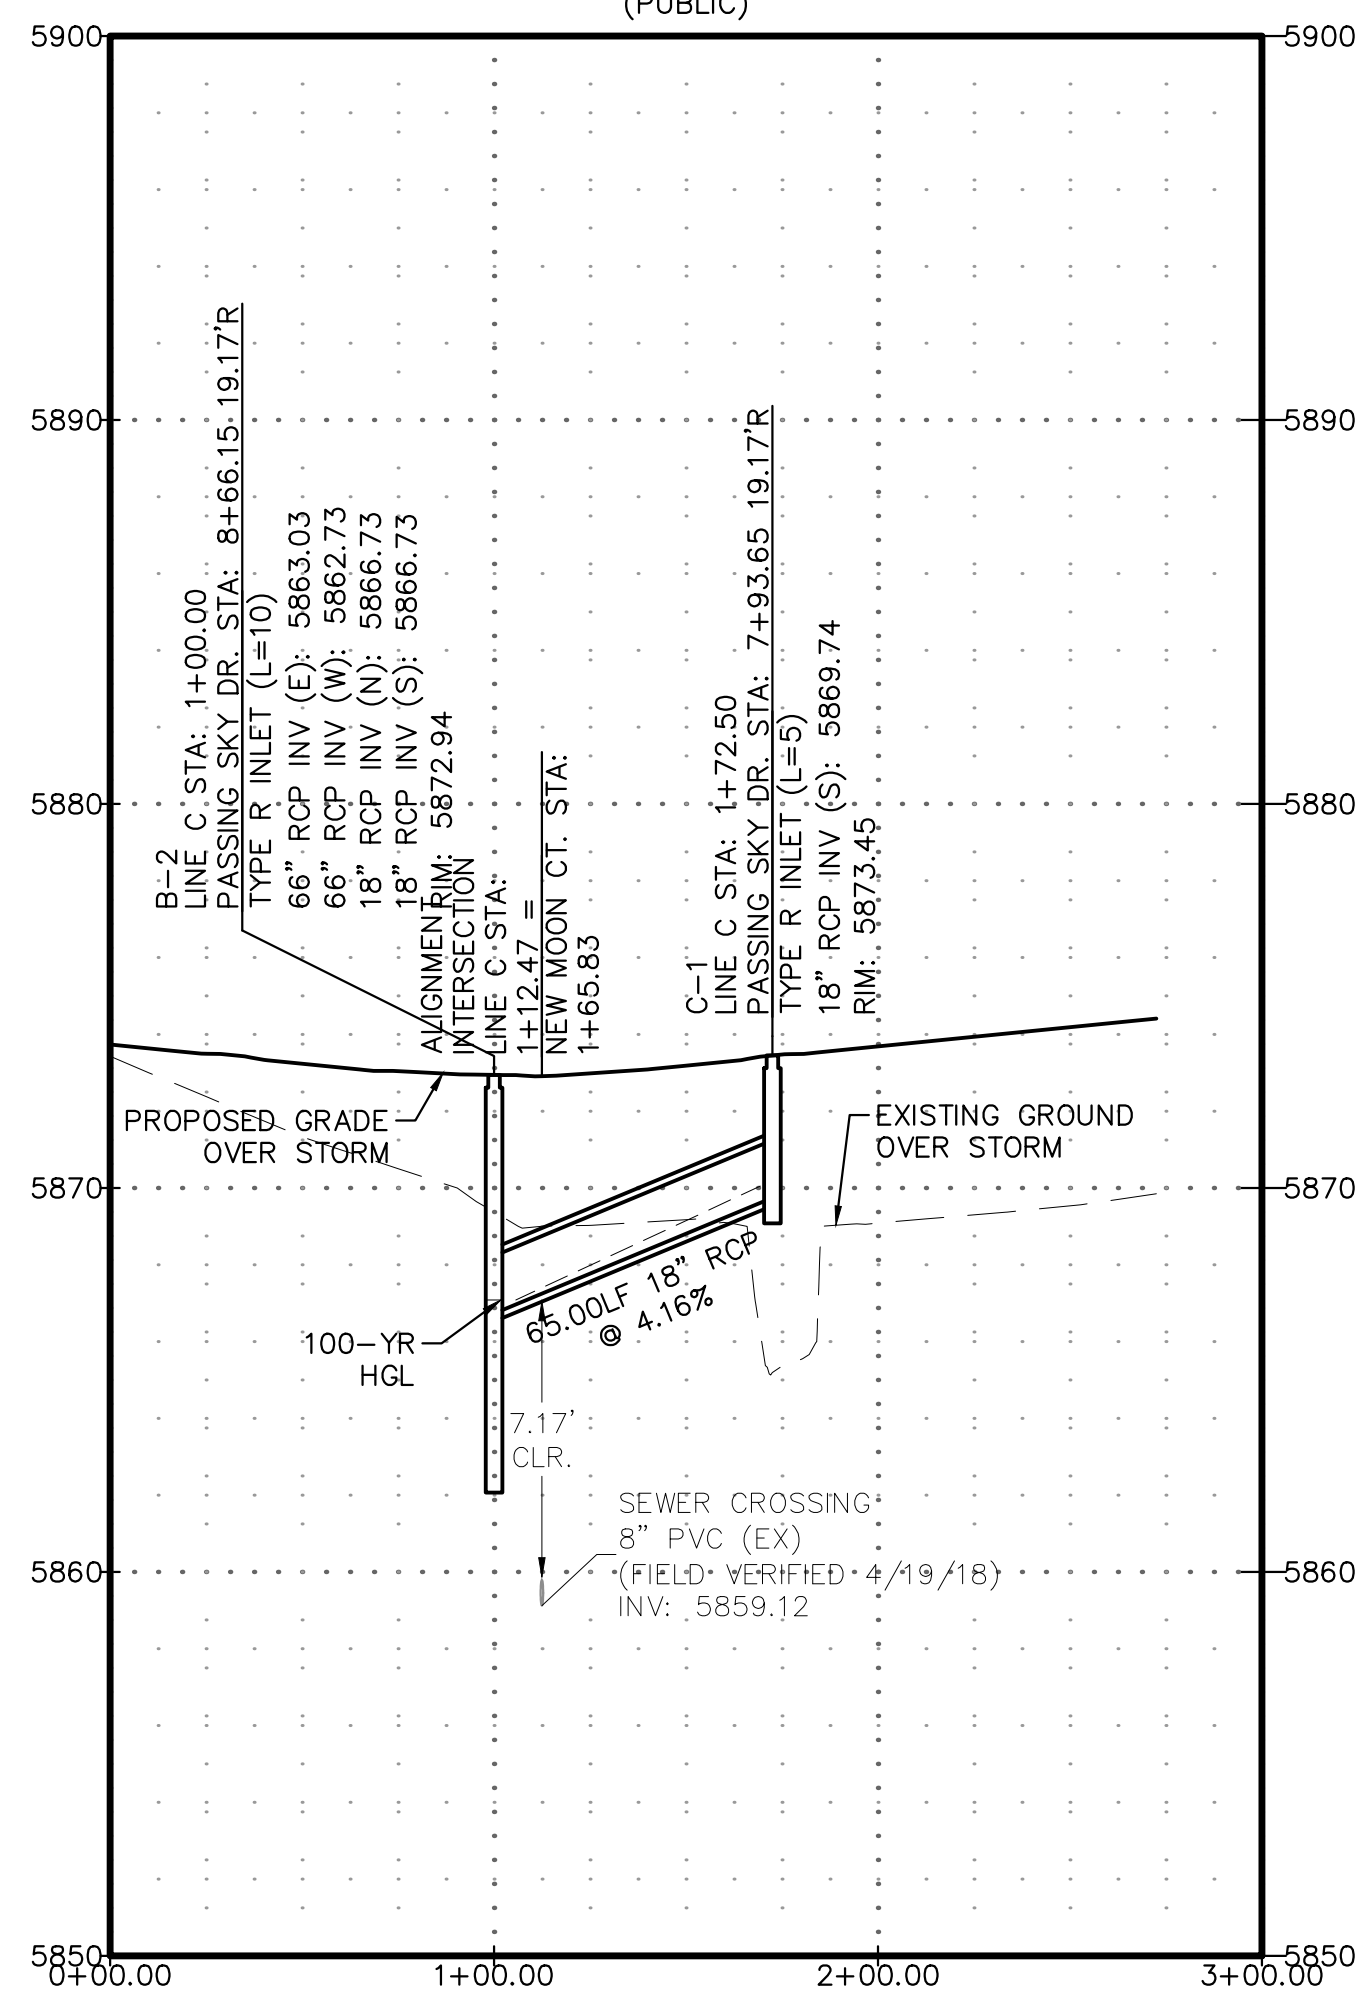 (PUBLIC)
5900
5900
5890
5890
5880
5880
5870
5870
5860
5860
5850
5850
0+00.00
1+00.00
2+00.00
3+00.00
B-2
LINE C STA: 1+00.00
PASSING SKY DR. STA: 8+66.15 19.17'R
TYPE R INLET (L=10)
66" RCP INV (E): 5863.03
66" RCP INV (W): 5862.73
18" RCP INV (N): 5866.73
18" RCP INV (S): 5866.73
RIM: 5872.94
ALIGNMENT
INTERSECTION
LINE C STA:
1+12.47 =
NEW MOON CT. STA:
1+65.83
C-1
LINE C STA: 1+72.50
PASSING SKY DR. STA: 7+93.65 19.17'R
TYPE R INLET (L=5)
18" RCP INV (S): 5869.74
RIM: 5873.45
PROPOSED GRADE
OVER STORM
EXISTING GROUND
OVER STORM
65.00LF 18" RCP
@ 4.16%
100-YR
HGL
7.17'
CLR.
SEWER CROSSING
8" PVC (EX)
(FIELD VERIFIED 4/19/18)
INV: 5859.12